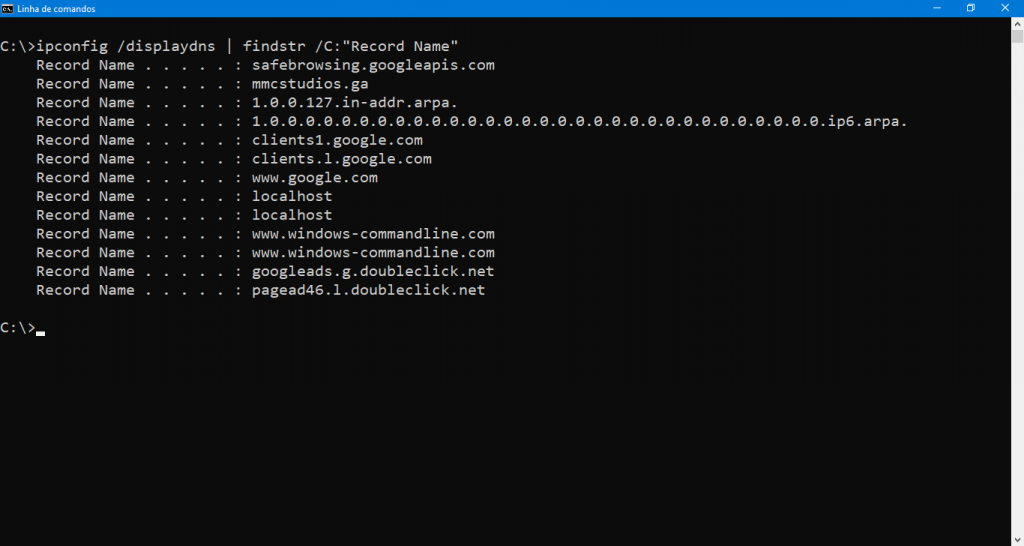 Linha de comandos
C:\>ipconfig /displaydns | findstr /C:"Record Name"
    Record Name . . . . . : safebrowsing.googleapis.com
    Record Name . . . . . : mmcstudios.ga
    Record Name . . . . . : 1.0.0.127.in-addr.arpa.
    Record Name . . . . . : 1.0.0.0.0.0.0.0.0.0.0.0.0.0.0.0.0.0.0.0.0.0.0.0.0.0.0.0.0.0.0.0.ip6.arpa.
    Record Name . . . . . : clients1.google.com
    Record Name . . . . . : clients.l.google.com
    Record Name . . . . . : www.google.com
    Record Name . . . . . : localhost
    Record Name . . . . . : localhost
    Record Name . . . . . : www.windows-commandline.com
    Record Name . . . . . : www.windows-commandline.com
    Record Name . . . . . : googleads.g.doubleclick.net
    Record Name . . . . . : pagead46.l.doubleclick.net
C:\>